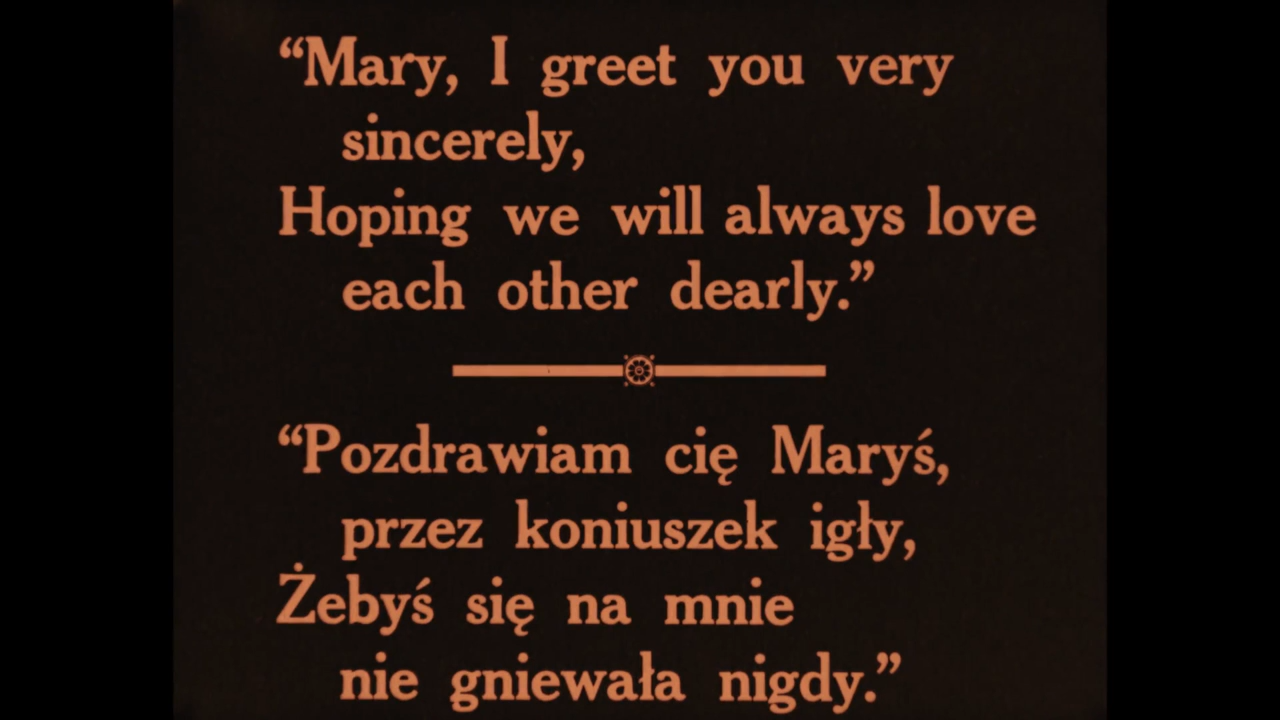 “Mary, I greet you very
sincerely,
Hoping we will always love
each other dearly.”
“Pozdrawiam cię Maryś,
przez koniuszek igły,
Żebyś się na mnie
nie gniewała nigdy.”